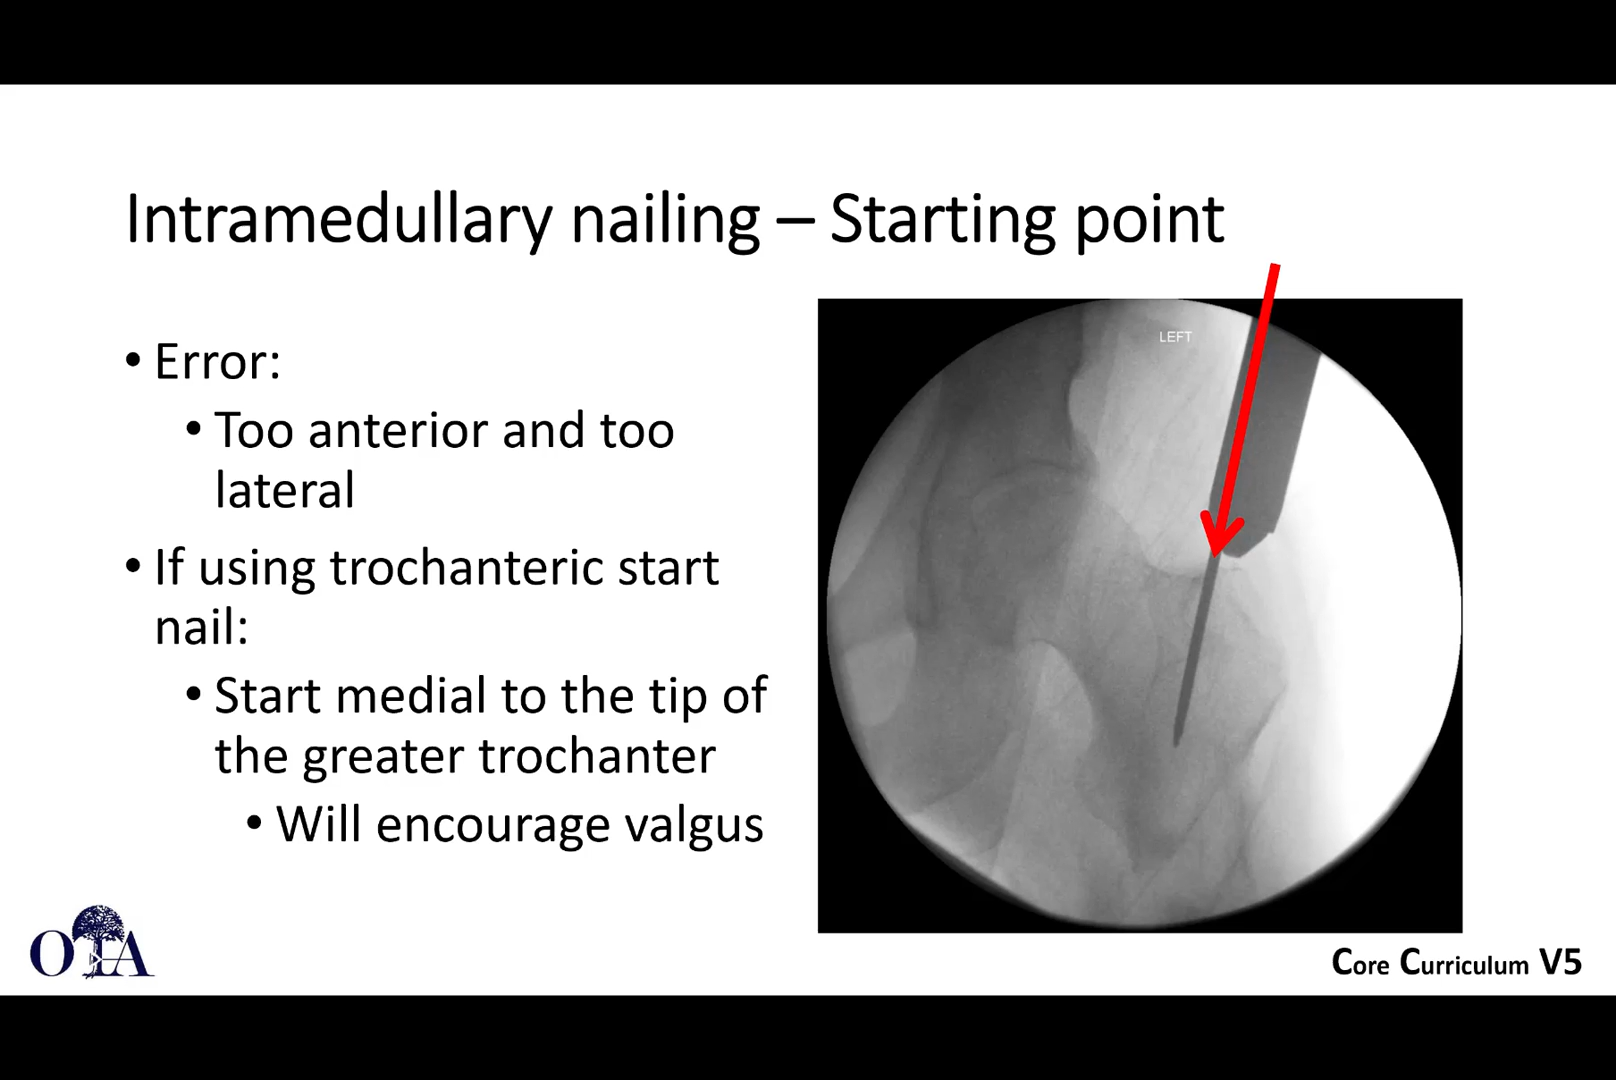 Intramedullary nailing – Starting point
• Error:
• Too anterior and too
lateral
• If using trochanteric start
nail:
• Start medial to the tip of
the greater trochanter
• Will encourage valgus
LEFT
OTA
Core Curriculum V5